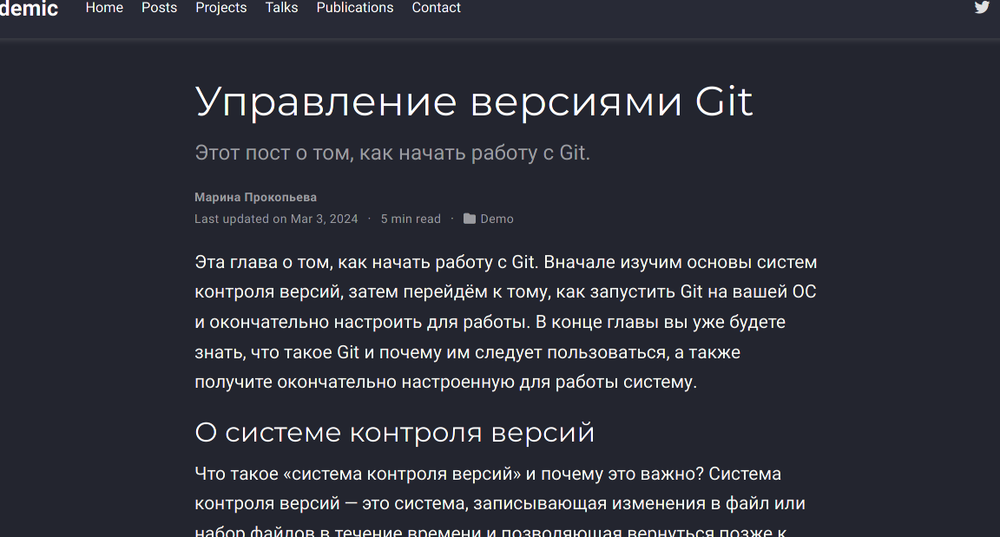 demic Home Posts Projects Talks Publications Contact
Управление версиями Git
Этот пост о том, как начать работу с Git.
Марина Прокопьева
Last updated on Mar 3, 2024 · 5 min read · Demo
Эта глава о том, как начать работу с Git. Вначале изучим основы систем
контроля версий, затем перейдём к тому, как запустить Git на вашей ОС
и окончательно настроить для работы. В конце главы вы уже будете
знать, что такое Git и почему им следует пользоваться, а также
получите окончательно настроенную для работы систему.
О системе контроля версий
Что такое «система контроля версий» и почему это важно? Система
контроля версий — это система, записывающая изменения в файл или
набор файлов в течение времени и позволяющая вернуться позже к